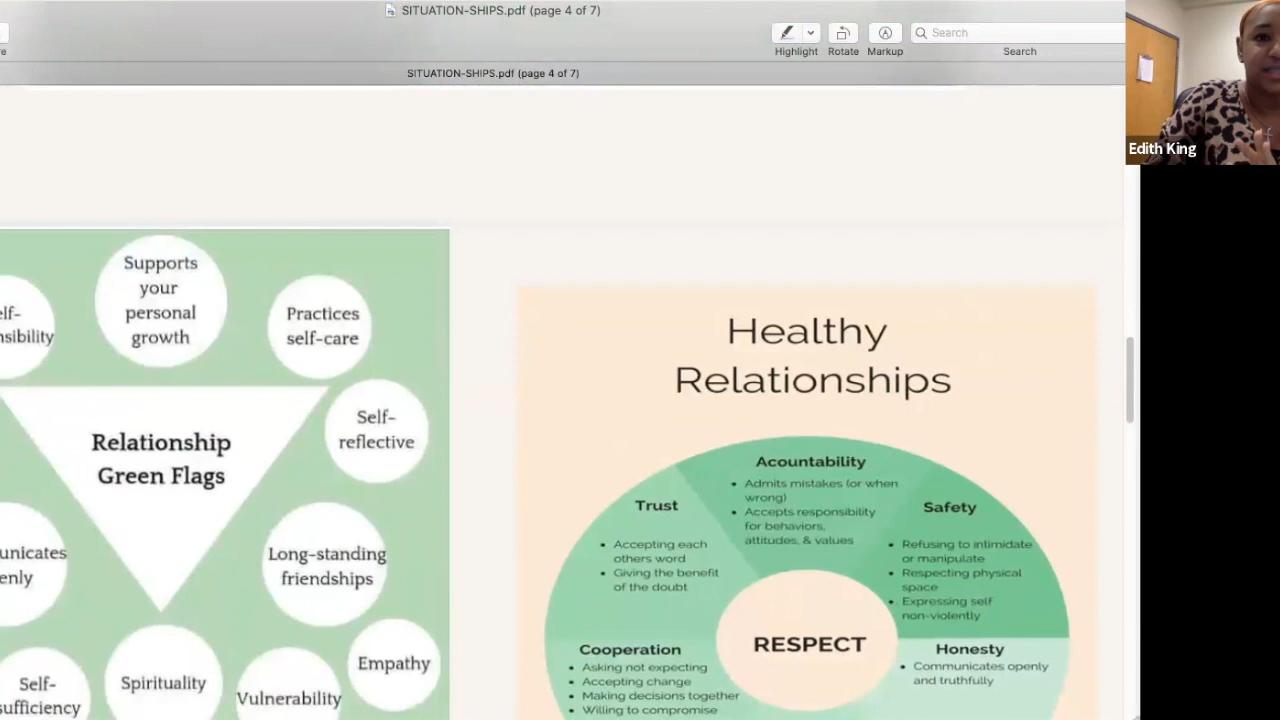 SITUATION-SHIPS.pdf (page 4 of 7)
Highlight
Rotate
Markup
Search
Search
SITUATION-SHIPS.pdf (page 4 of 7)
Edith King
Supports
your
personal
growth
Practices
self-care
Self-
reflective
Relationship
Green Flags
Long-standing
friendships
Empathy
Self-
Spirituality
Vulnerability
Healthy
Relationships
Acountability
• Admits mistakes (or when
wrong)
• Accepts responsibility
for behaviors,
attitudes, & values
Trust
• Accepting each
others word
• Giving the benefit
of the doubt
Safety
• Refusing to intimidate
or manipulate
• Respecting physical
space
• Expressing self
non-violently
RESPECT
Cooperation
• Asking not expecting
• Accepting change
• Making decisions together
• Willing to compromise
Honesty
• Communicates openly
and truthfully